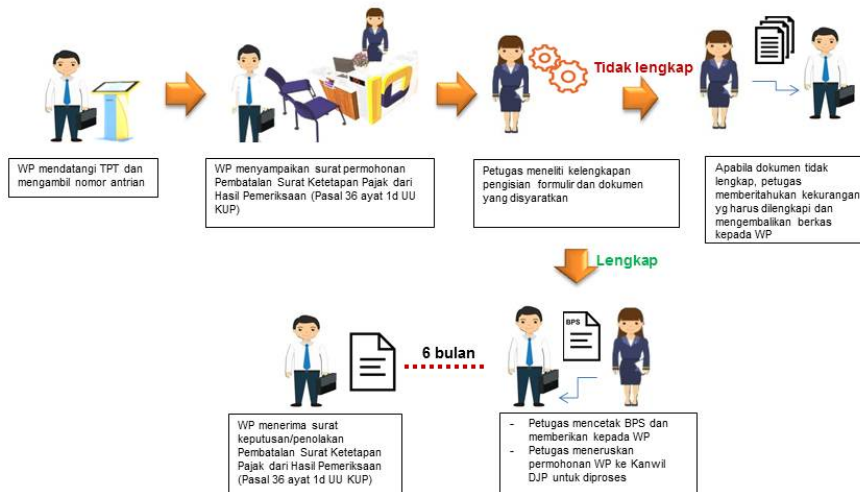 Tidak lengkap
WP mendatangi TPT dan
mengambil nomor antrian
WP menyampaikan surat permohonan
Pembatalan Surat Ketetapan Pajak dari
Hasil Pemeriksaan (Pasal 36 ayat 1d UU
KUP)
Petugas meneliti kelengkapan
pengisian formulir dan dokumen
yang disyaratkan
Apabila dokumen tidak
lengkap, petugas
memberitahukan kekurangan
yg harus dilengkapi dan
mengembalikan berkas
kepada WP
Lengkap
BPS
6 bulan
WP menerima surat
keputusan/penolakan
Pembatalan Surat Ketetapan
Pajak dari Hasil Pemeriksaan
(Pasal 36 ayat 1d UU KUP)
- Petugas mencetak BPS dan
memberikan kepada WP
- Petugas meneruskan
permohonan WP ke Kanwil
DJP untuk diproses